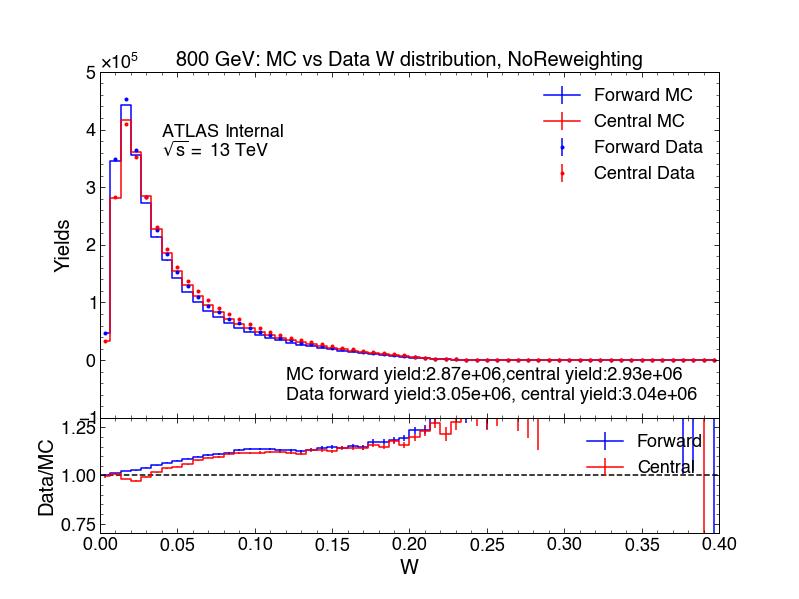 ×10⁵
800 GeV: MC vs Data W distribution, NoReweighting
5
4
3
2
1
0
−1
Yields
ATLAS Internal
√s = 13 TeV
Forward MC
Central MC
Forward Data
Central Data
MC forward yield:2.87e+06,central yield:2.93e+06
Data forward yield:3.05e+06, central yield:3.04e+06
1.25
1.00
0.75
Data/MC
Forward
Central
0.00 0.05 0.10 0.15 0.20 0.25 0.30 0.35 0.40
W